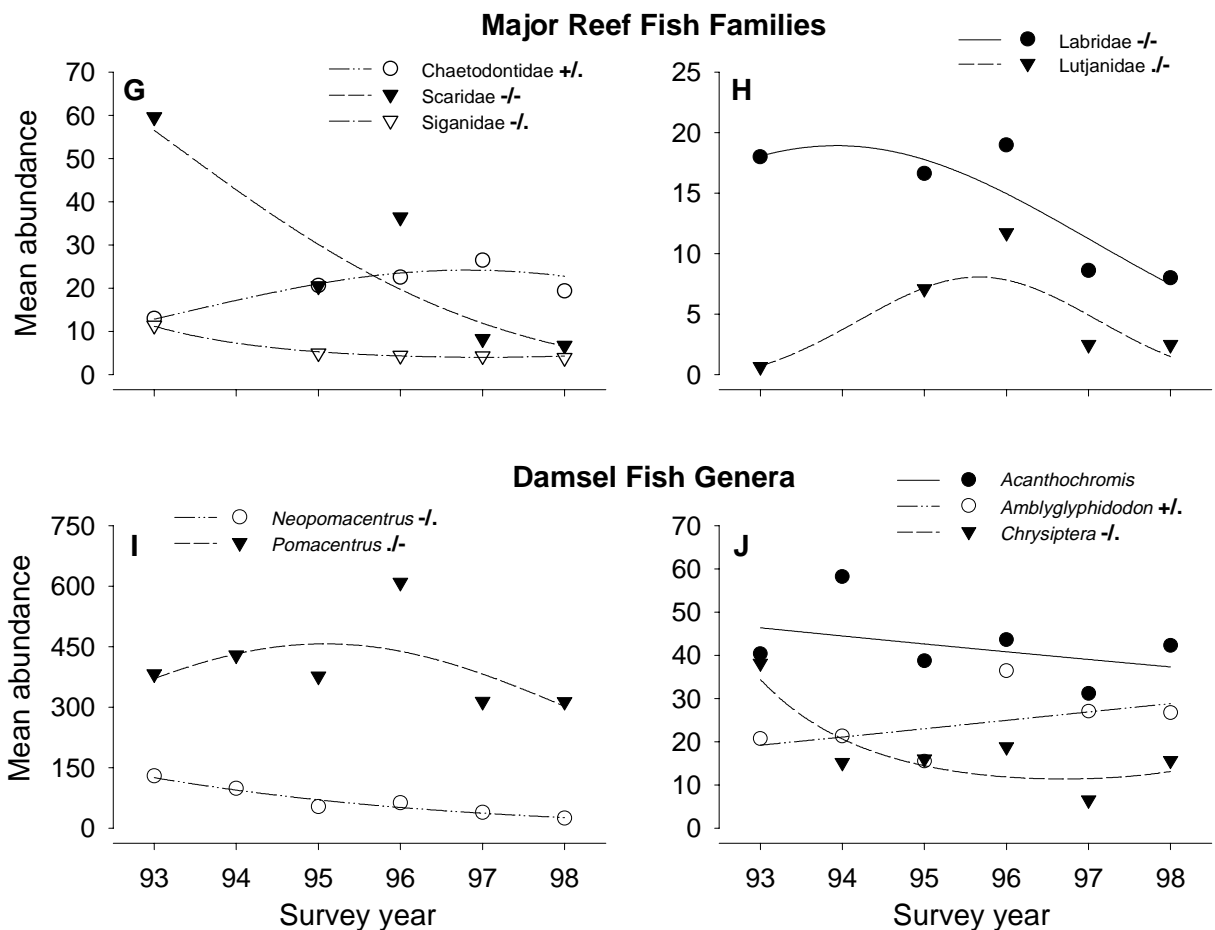 Major Reef Fish Families
G
Chaetodontidae +/.
Scaridae -/-
Siganidae -/.
70
60
50
40
30
20
10
0
Mean abundance
H
Labridae -/-
Lutjanidae ./-
25
20
15
10
5
0
Damsel Fish Genera
I
Neopomacentrus -/.
Pomacentrus ./-
750
600
450
300
150
0
Mean abundance
93 94 95 96 97 98
Survey year
J
Acanthochromis
Amblyglyphidodon +/.
Chrysiptera -/.
70
60
50
40
30
20
10
0
93 94 95 96 97 98
Survey year